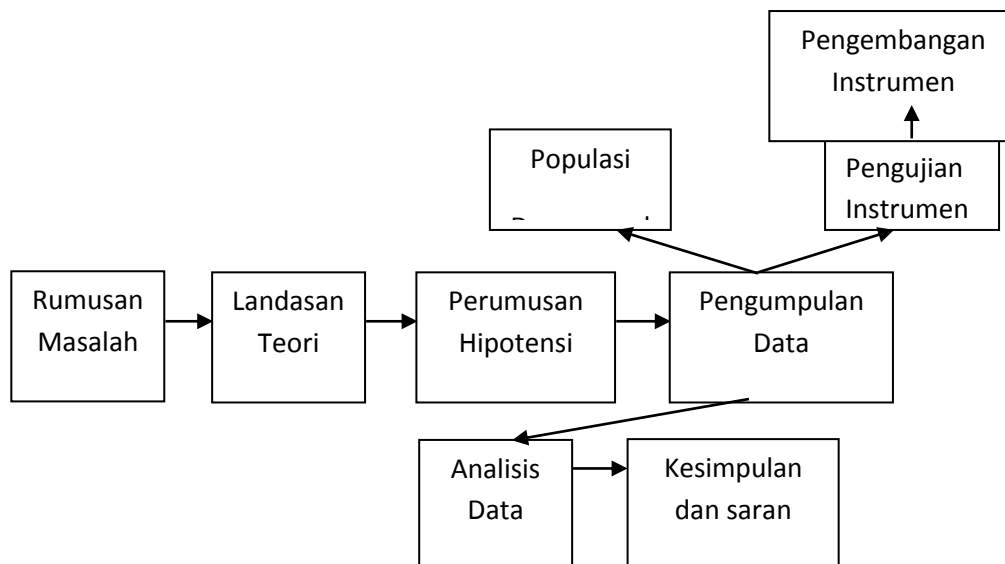 Pengembangan
Instrumen
Populasi
Pengujian
Instrumen
Rumusan
Masalah
Landasan
Teori
Perumusan
Hipotensi
Pengumpulan
Data
Analisis
Data
Kesimpulan
dan saran